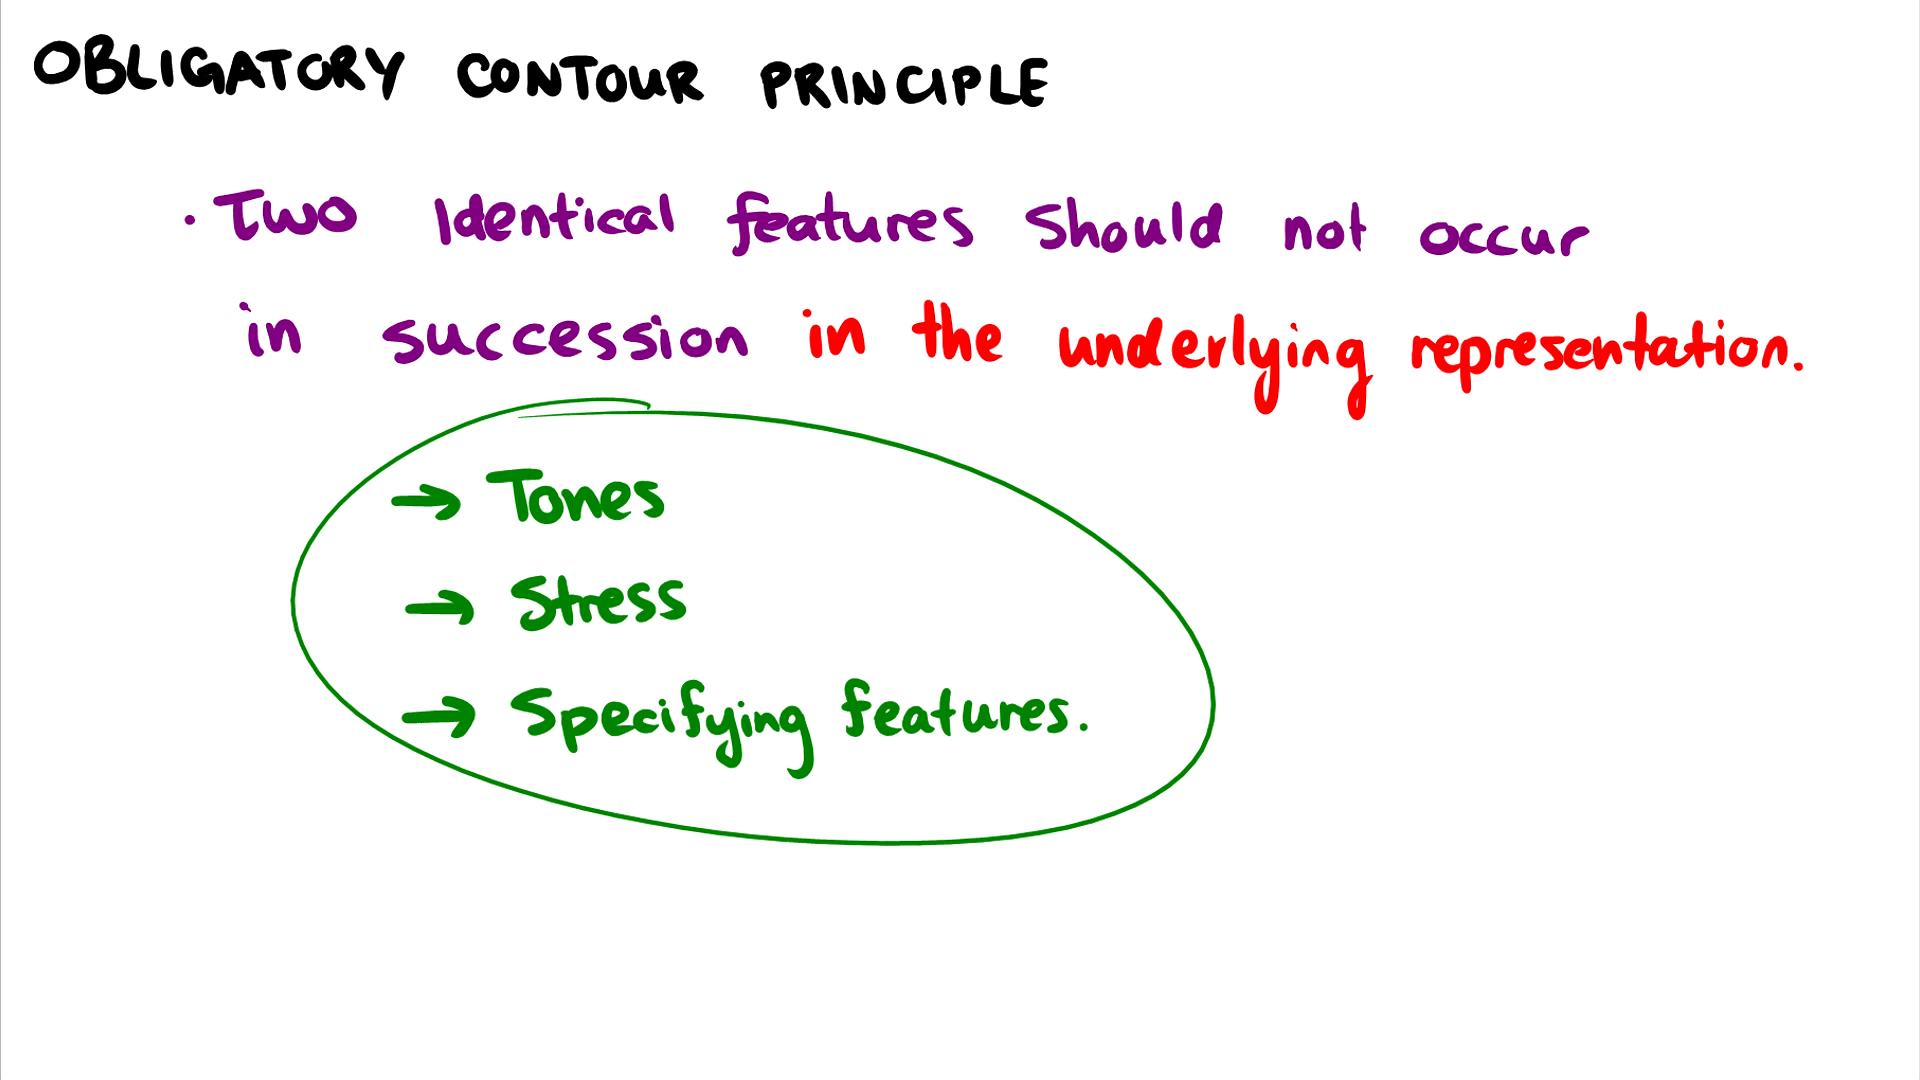 OBLIGATORY CONTOUR PRINCIPLE
· Two Identical features Should not occur
in succession in the underlying representation.
→ Tones
→ Stress
→ Specifying features.